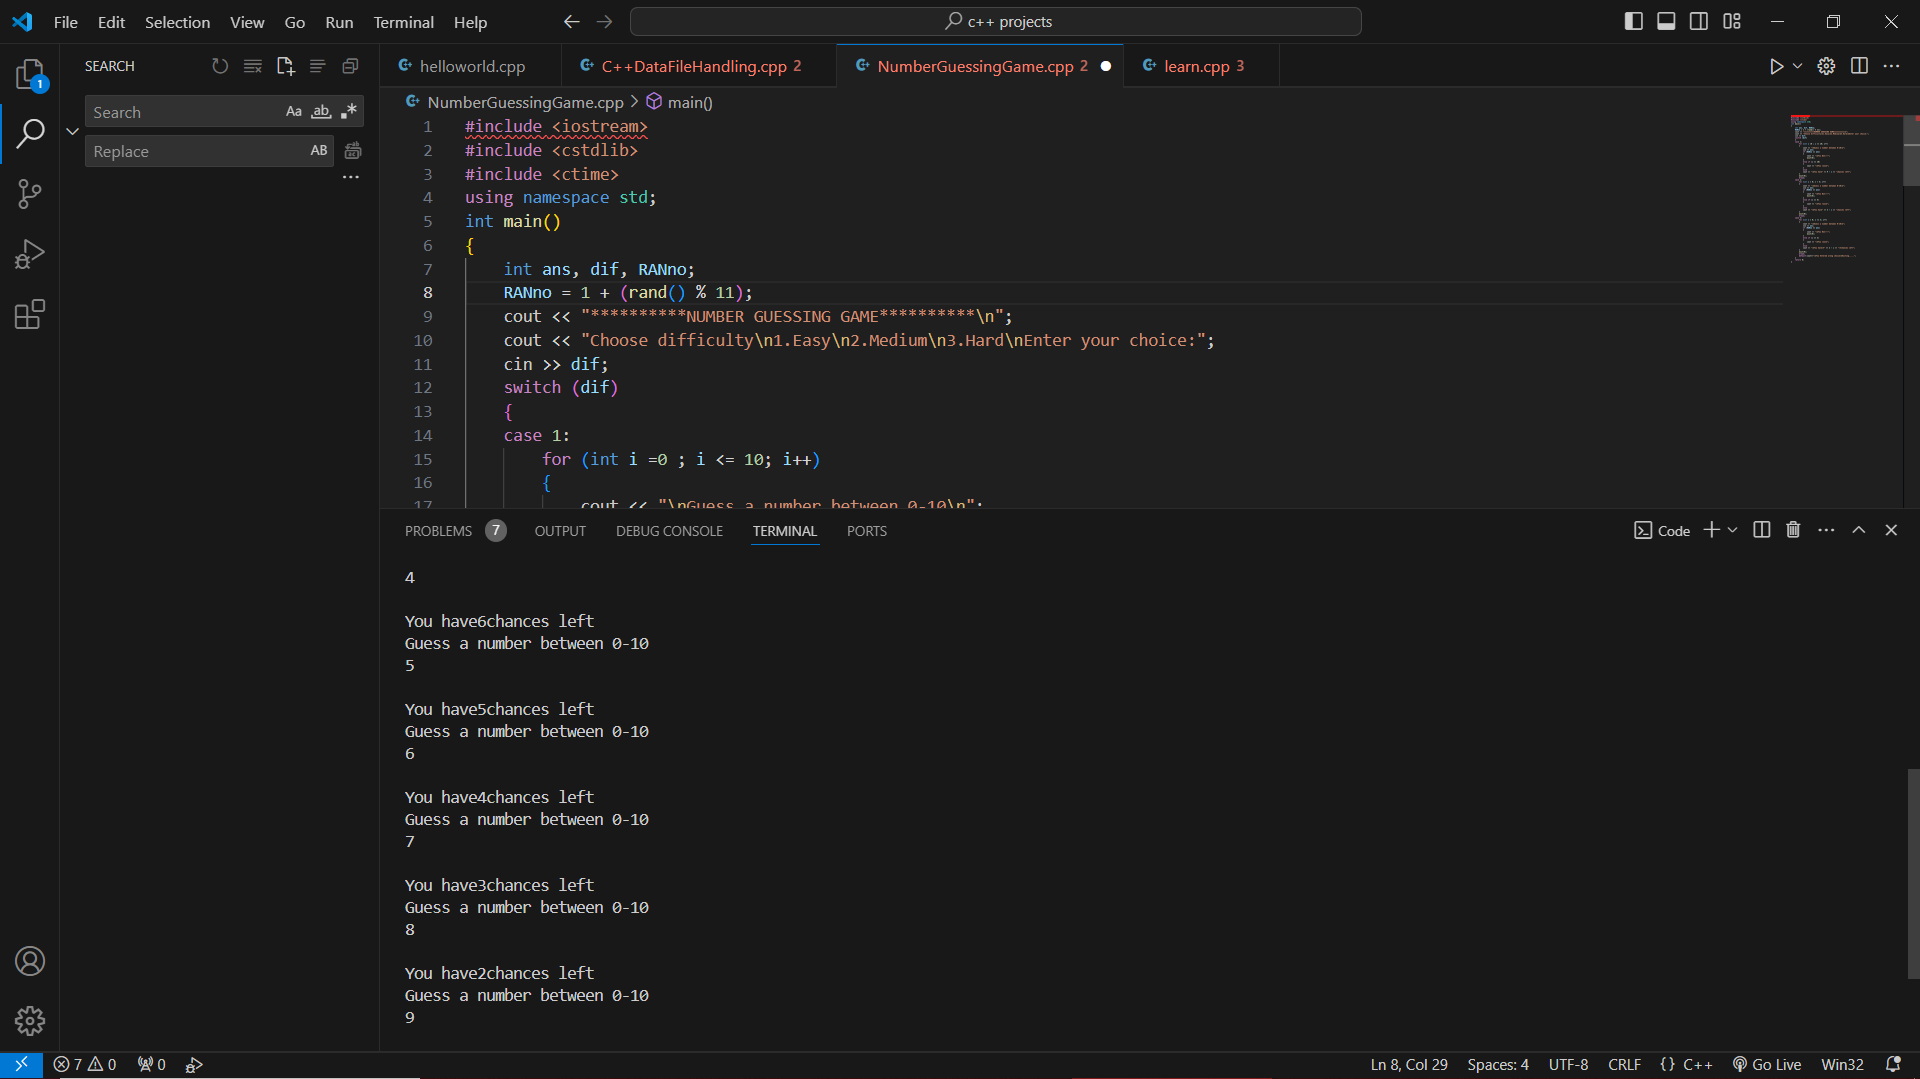 File Edit Selection View Go Run Terminal Help
c++ projects
SEARCH
Search Aa ab
Replace AB
1
helloworld.cpp
C++DataFileHandling.cpp 2
NumberGuessingGame.cpp 2
learn.cpp 3
NumberGuessingGame.cpp > main()
1 #include <iostream>
2 #include <cstdlib>
3 #include <ctime>
4 using namespace std;
5 int main()
6 {
7 int ans, dif, RANno;
8 RANno = 1 + (rand() % 11);
9 cout << "**********NUMBER GUESSING GAME**********\n";
10 cout << "Choose difficulty\n1.Easy\n2.Medium\n3.Hard\nEnter your choice:";
11 cin >> dif;
12 switch (dif)
13 {
14 case 1:
15 for (int i =0 ; i <= 10; i++)
16 {
17 cout << "\nGuess a number between 0-10\n";
PROBLEMS 7 OUTPUT DEBUG CONSOLE TERMINAL PORTS
Code
4
You have6chances left
Guess a number between 0-10
5
You have5chances left
Guess a number between 0-10
6
You have4chances left
Guess a number between 0-10
7
You have3chances left
Guess a number between 0-10
8
You have2chances left
Guess a number between 0-10
9
7 0 0
Ln 8, Col 29 Spaces: 4 UTF-8 CRLF {} C++ Go Live Win32